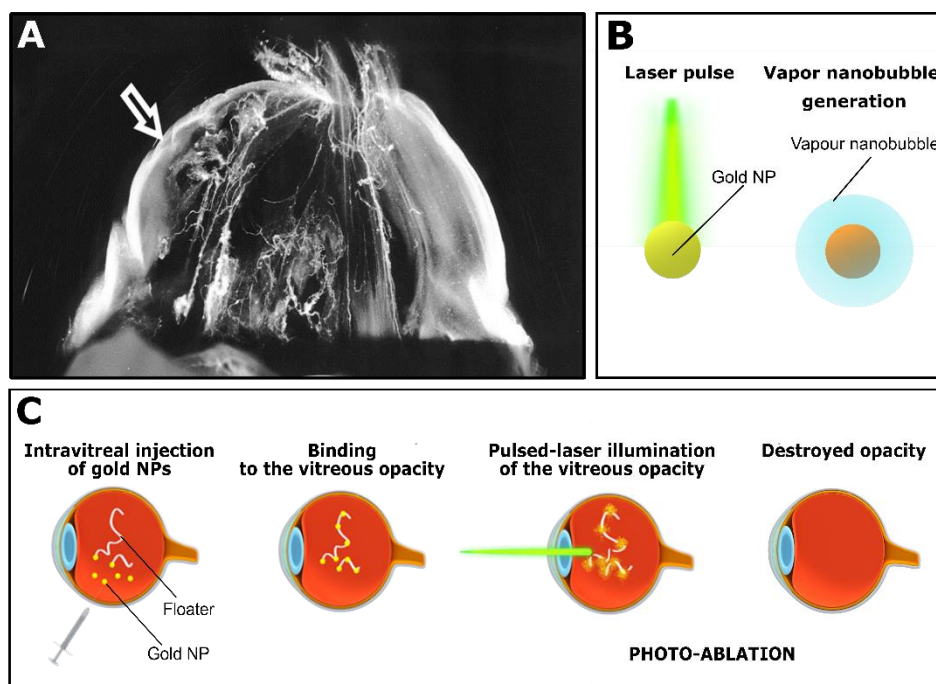 A
B
Laser pulse
Vapor nanobubble
generation
Vapour nanobubble
Gold NP
C
Intravitreal injection
of gold NPs
Binding
to the vitreous opacity
Pulsed-laser illumination
of the vitreous opacity
Destroyed opacity
Floater
Gold NP
PHOTO-ABLATION